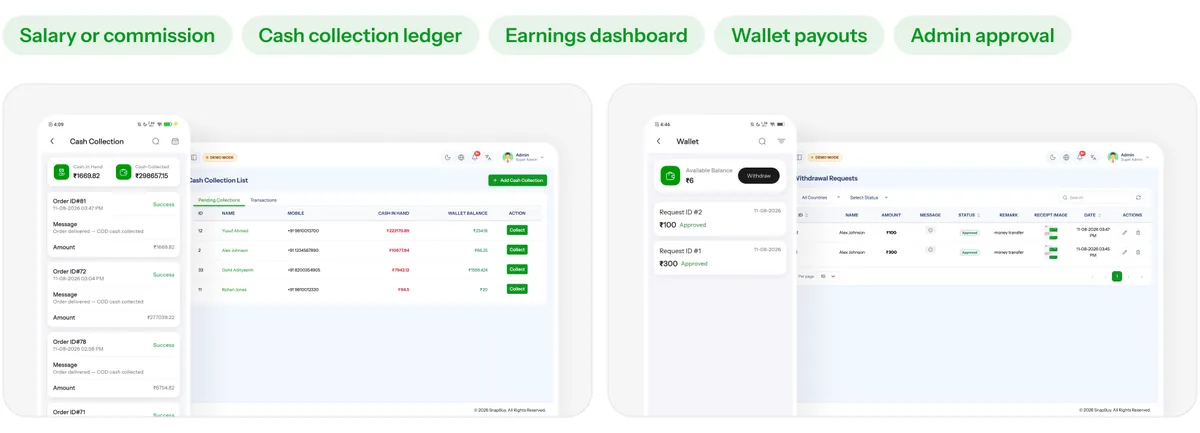 Salary or commission
Cash collection ledger
Earnings dashboard
Wallet payouts
Admin approval
4:09
Cash Collection
Cash In Hand
₹1669.82
Cash Collected
₹298657.15
Order ID#81
11-08-2026 03:47 PM
Success
Message
Order delivered — COD cash collected
Amount
₹1669.82
Order ID#72
11-08-2026 03:04 PM
Success
Message
Order delivered — COD cash collected
Amount
₹277039.22
Order ID#78
11-08-2026 02:58 PM
Success
Message
Order delivered — COD cash collected
Amount
₹6754.82
Order ID#71
Success
DEMO MODE
Admin
Super Admin
Cash Collection List
+ Add Cash Collection
Pending Collections
Transactions
ID NAME MOBILE CASH IN HAND WALLET BALANCE ACTION
12 Yusuf Ahmed Collect
2 Alex Johnson +91 1234567890 Collect
33 Collect
11 Rohan Jones ₹20 Collect
© 2026 SnapBuy. All Rights Reserved.
4:46
Wallet
Available Balance
₹6
Withdraw
Request ID #2
11-08-2026
₹100 Approved
Request ID #1
11-08-2026
₹300 Approved
DEMO MODE
Admin
Super Admin
Withdrawal Requests
All Countries
Select Status
Search
ID NAME AMOUNT MESSAGE STATUS REMARK RECEIPT IMAGE DATE ACTIONS
Alex Johnson ₹100 Approved money transfer 11-08-2026 03:47 PM
Alex Johnson ₹300 Approved money transfer 11-08-2026 03:45 PM
Per page 10
1
© 2026 SnapBuy. All Rights Reserved.